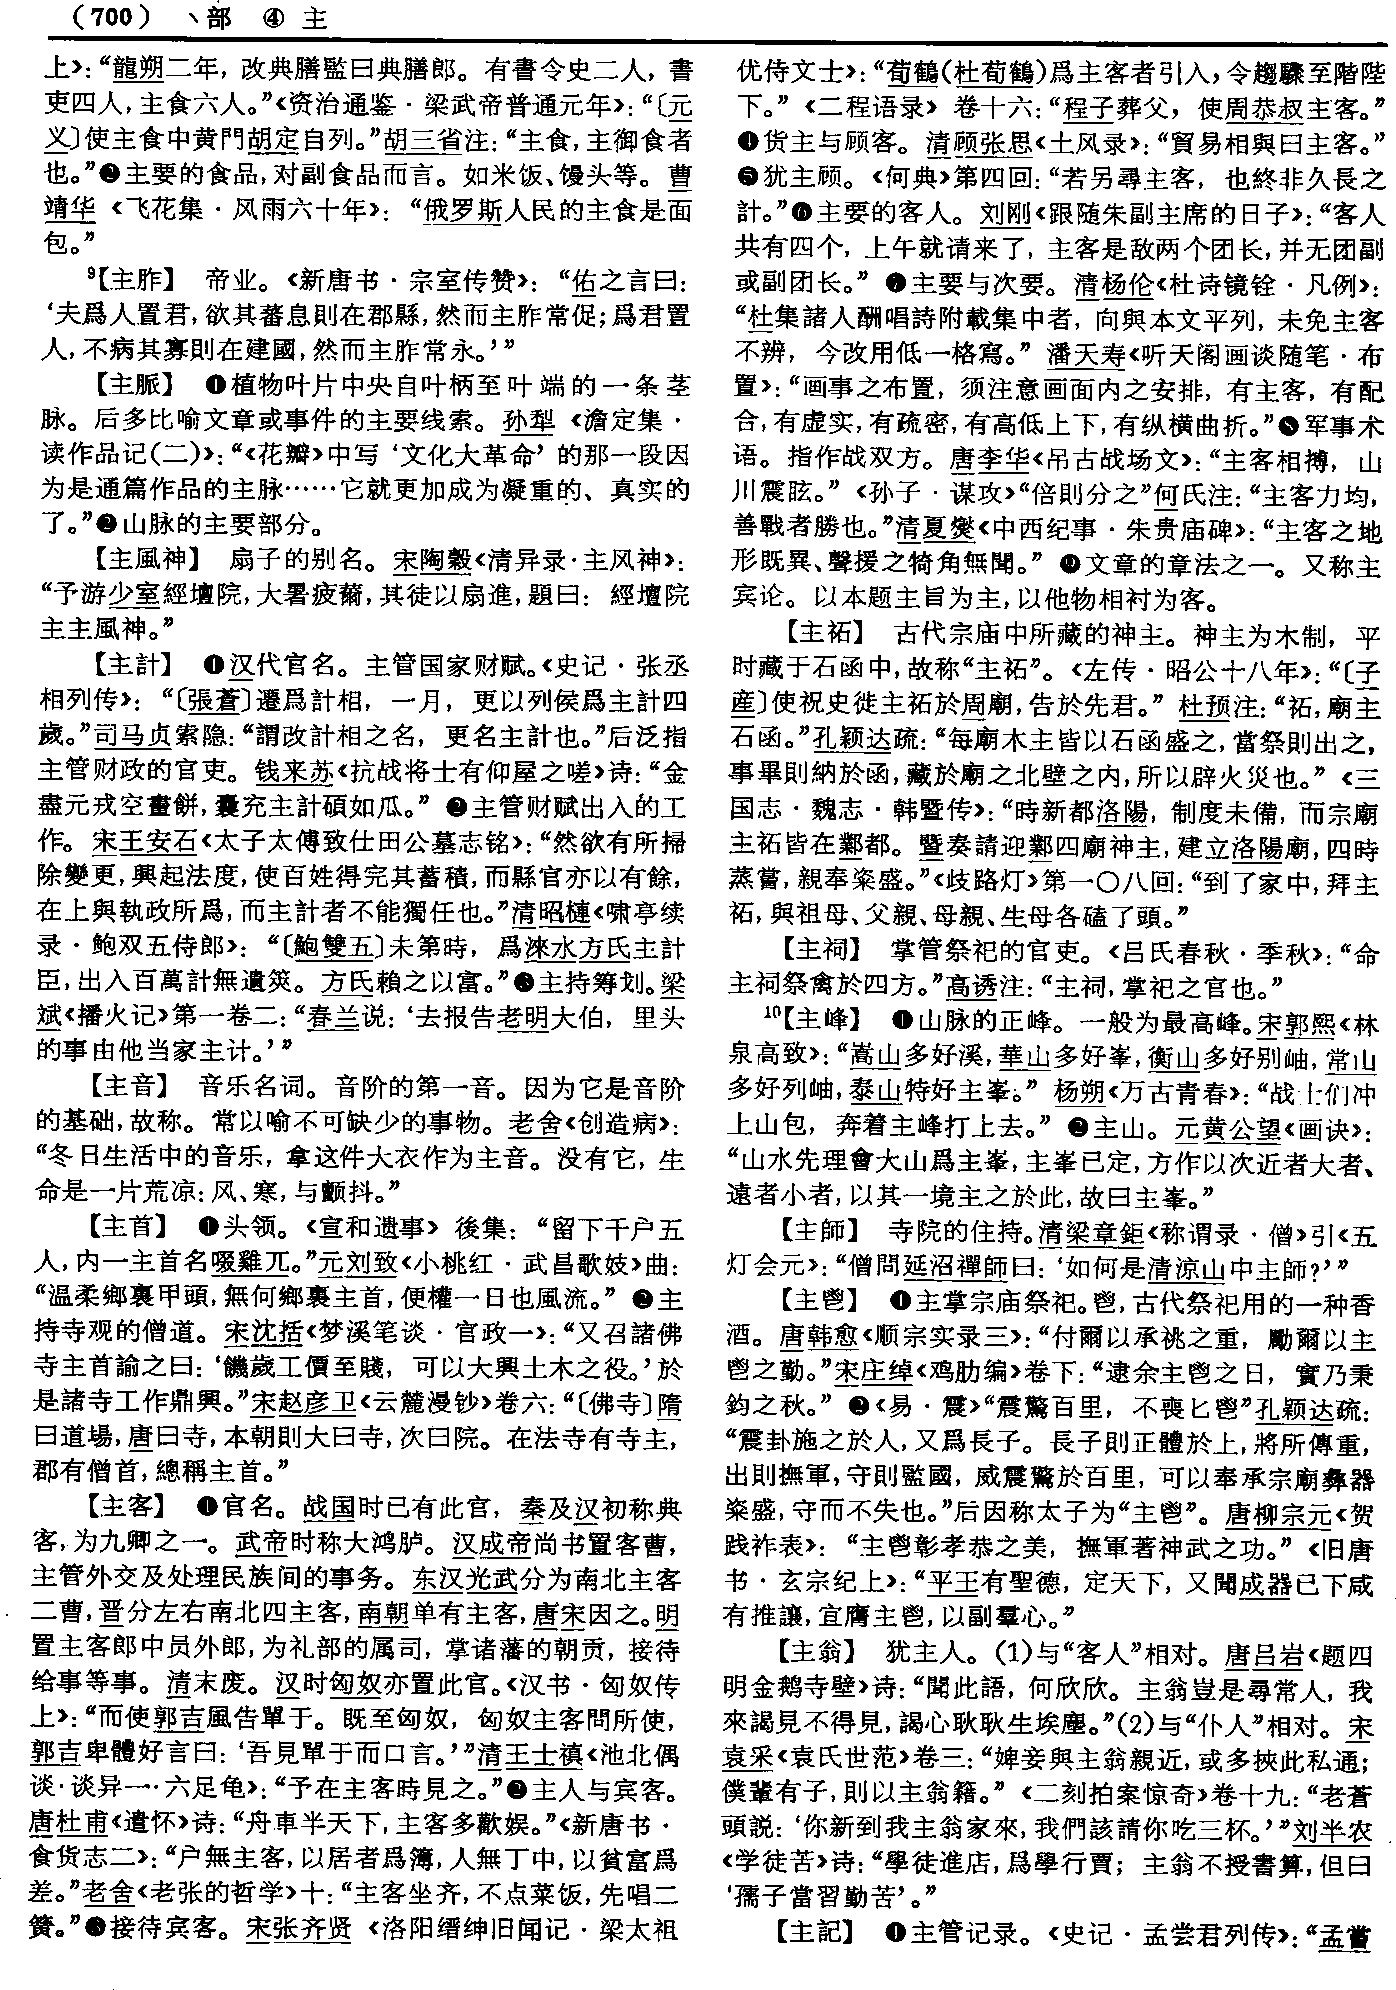 （700） 丶部 ④ 主
上》：“龍朔二年，改典膳監曰典膳郎。有書令史二人，書
吏四人，主食六人。”《资治通鉴·梁武帝普通元年》：“〔元
义〕使主食中黄門胡定自列。”胡三省注：“主食，主御食者
也。”❷主要的食品，对副食品而言。如米饭、馒头等。曹
靖华《飞花集·风雨六十年》：“俄罗斯人民的主食是面
包。”
⁹【主胙】 帝业。《新唐书·宗室传赞》：“佑之言曰：
‘夫爲人置君，欲其蕃息則在郡縣，然而主胙常促；爲君置
人，不病其寡則在建國，然而主胙常永。’”
【主脈】 ❶植物叶片中央自叶柄至叶端的一条茎
脉。后多比喻文章或事件的主要线索。孙犁《澹定集·
读作品记（二）》：“《花瓣》中写‘文化大革命’的那一段因
为是通篇作品的主脉……它就更加成为凝重的、真实的
了。”❷山脉的主要部分。
【主風神】 扇子的别名。宋陶穀《清异录·主风神》：
“予游少室經壇院，大暑疲薾，其徒以扇進，題曰：經壇院
主主風神。”
【主計】 ❶汉代官名。主管国家财赋。《史记·张丞
相列传》：“〔張蒼〕遷爲計相，一月，更以列侯爲主計四
歲。”司马贞索隐：“謂改計相之名，更名主計也。”后泛指
主管财政的官吏。钱来苏《抗战将士有仰屋之嗟》诗：“金
盡元戎空畫餅，囊充主計碩如瓜。”❷主管财赋出入的工
作。宋王安石《太子太傅致仕田公墓志铭》：“然欲有所掃
除變更，興起法度，使百姓得完其蓄積，而縣官亦以有餘，
在上與執政所爲，而主計者不能獨任也。”清昭槤《啸亭续
录·鲍双五侍郎》：“〔鮑雙五〕未第時，爲淶水方氏主計
臣，出入百萬計無遺筴。方氏賴之以富。”❸主持筹划。梁
斌《播火记》第一卷二：“春兰说：‘去报告老明大伯，里头
的事由他当家主计。’”
【主音】 音乐名词。音阶的第一音。因为它是音阶
的基础，故称。常以喻不可缺少的事物。老舍《创造病》：
“冬日生活中的音乐，拿这件大衣作为主音。没有它，生
命是一片荒凉：风、寒，与颤抖。”
【主首】 ❶头领。《宣和遗事》後集：“留下千户五
人，内一主首名啜雞兀。”元刘致《小桃红·武昌歌妓》曲：
“温柔鄉裏甲頭，無何鄉裏主首，便權一日也風流。”❷主
持寺观的僧道。宋沈括《梦溪笔谈·官政一》：“又召諸佛
寺主首諭之曰：‘饑歲工價至賤，可以大興土木之役。’於
是諸寺工作鼎興。”宋赵彦卫《云麓漫钞》卷六：“〔佛寺〕隋
曰道場，唐曰寺，本朝則大曰寺，次曰院。在法寺有寺主，
郡有僧首，總稱主首。”
【主客】 ❶官名。战国时已有此官，秦及汉初称典
客，为九卿之一。武帝时称大鸿胪。汉成帝尚书置客曹，
主管外交及处理民族间的事务。东汉光武分为南北主客
二曹，晋分左右南北四主客，南朝单有主客，唐宋因之。明
置主客郎中员外郎，为礼部的属司，掌诸藩的朝贡，接待
给事等事。清末废。汉时匈奴亦置此官。《汉书·匈奴传
上》：“而使郭吉風告單于。既至匈奴，匈奴主客問所使，
郭吉卑體好言曰：‘吾見單于而口言。’”清王士禛《池北偶
谈·谈异一·六足龟》：“予在主客時見之。”❷主人与宾客。
唐杜甫《遣怀》诗：“舟車半天下，主客多歡娱。”《新唐书·
食货志二》：“户無主客，以居者爲簿，人無丁中，以貧富爲
差。”老舍《老张的哲学》十：“主客坐齐，不点菜饭，先唱二
簧。”❸接待宾客。宋张齐贤《洛阳缙绅旧闻记·梁太祖
优待文士》：“荀鶴（杜荀鶴）爲主客者引入，令趨驟至階陛
下。”《二程语录》卷十六：“程子葬父，使周恭叔主客。”
❹货主与顾客。清顾张思《土风录》：“貿易相與曰主客。”
❺犹主顾。《何典》第四回：“若另尋主客，也終非久長之
計。”❻主要的客人。刘刚《跟随朱副主席的日子》：“客人
共有四个，上午就请来了，主客是敌两个团长，并无团副
或副团长。”❼主要与次要。清杨伦《杜诗镜铨·凡例》：
“杜集諸人酬唱詩附載集中者，向與本文平列，未免主客
不辨，今改用低一格寫。”潘天寿《听天阁画谈随笔·布
置》：“画事之布置，须注意画面内之安排，有主客，有配
合，有虚实，有疏密，有高低上下，有纵横曲折。”❽军事术
语。指作战双方。唐李华《吊古战场文》：“主客相搏，山
川震眩。”《孙子·谋攻》“倍則分之”何氏注：“主客力均，
善戰者勝也。”清夏燮《中西纪事·朱贵庙碑》：“主客之地
形既異、聲援之犄角無聞。”❾文章的章法之一。又称主
宾论。以本题主旨为主，以他物相衬为客。
【主祏】 古代宗庙中所藏的神主。神主为木制，平
时藏于石函中，故称“主祏”。《左传·昭公十八年》：“〔子
産〕使祝史徙主祏於周廟，告於先君。”杜预注：“祏，廟主
石函。”孔颖达疏：“每廟木主皆以石函盛之，當祭則出之，
事畢則納於函，藏於廟之北壁之内，所以辟火災也。”《三
国志·魏志·韩暨传》：“時新都洛陽，制度未備，而宗廟
主祏皆在鄴都。暨奏請迎鄴四廟神主，建立洛陽廟，四時
蒸嘗，親奉粢盛。”《歧路灯》第一〇八回：“到了家中，拜主
祏，與祖母、父親、母親、生母各磕了頭。”
【主祠】 掌管祭祀的官吏。《吕氏春秋·季秋》：“命
主祠祭禽於四方。”高诱注：“主祠，掌祀之官也。”
¹⁰【主峰】 ❶山脉的正峰。一般为最高峰。宋郭熙《林
泉高致》：“嵩山多好溪，華山多好峯，衡山多好别岫，常山
多好列岫，泰山特好主峯。”杨朔《万古青春》：“战士们冲
上山包，奔着主峰打上去。”❷主山。元黄公望《画诀》：
“山水先理會大山爲主峯，主峯已定，方作以次近者大者、
遠者小者，以其一境主之於此，故曰主峯。”
【主師】 寺院的住持。清梁章鉅《称谓录·僧》引《五
灯会元》：“僧問延沼禪師曰：‘如何是清涼山中主師？’”
【主鬯】 ❶主掌宗庙祭祀。鬯，古代祭祀用的一种香
酒。唐韩愈《顺宗实录三》：“付爾以承祧之重，勵爾以主
鬯之勤。”宋庄绰《鸡肋编》卷下：“逮余主鬯之日，實乃秉
鈞之秋。”❷《易·震》“震驚百里，不喪匕鬯”孔颖达疏：
“震卦施之於人，又爲長子。長子則正體於上，將所傳重，
出則撫軍，守則監國，威震驚於百里，可以奉承宗廟彝器
粢盛，守而不失也。”后因称太子为“主鬯”。唐柳宗元《贺
践祚表》：“主鬯彰孝恭之美，撫軍著神武之功。”《旧唐
书·玄宗纪上》：“平王有聖德，定天下，又聞成器已下咸
有推讓，宜膺主鬯，以副羣心。”
【主翁】 犹主人。（1）与“客人”相对。唐吕岩《题四
明金鹅寺壁》诗：“聞此語，何欣欣。主翁豈是尋常人，我
來謁見不得見，謁心耿耿生埃塵。”（2）与“仆人”相对。宋
袁采《袁氏世范》卷三：“婢妾與主翁親近，或多挾此私通；
僕輩有子，則以主翁籍。”《二刻拍案惊奇》卷十九：“老蒼
頭説：‘你新到我主翁家來，我們該請你吃三杯。’”刘半农
《学徒苦》诗：“學徒進店，爲學行賈；主翁不授書算，但曰
‘孺子當習勤苦’。”
【主記】 ❶主管记录。《史记·孟尝君列传》：“孟嘗